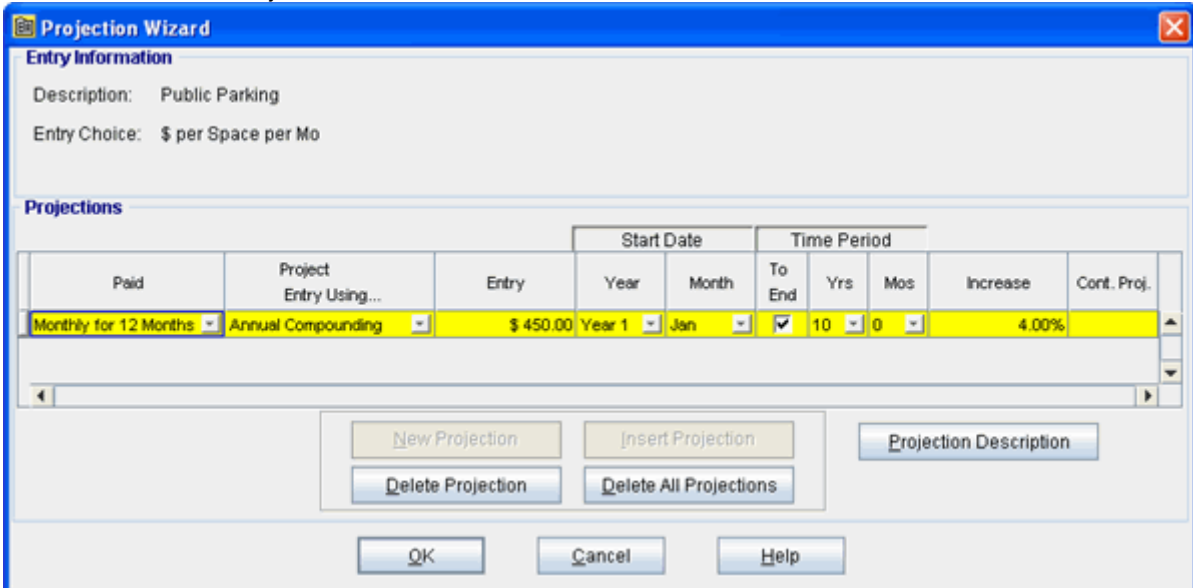 Projection Wizard
Entry Information
Description: Public Parking
Entry Choice: $ per Space per Mo
Projections
Start Date Time Period
Paid Project Entry Using... Entry Year Month To End Yrs Mos Increase Cont. Proj.
Monthly for 12 Months Annual Compounding $ 450.00 Year 1 Jan 10 0 4.00%
New Projection Insert Projection Projection Description
Delete Projection Delete All Projections
OK Cancel Help